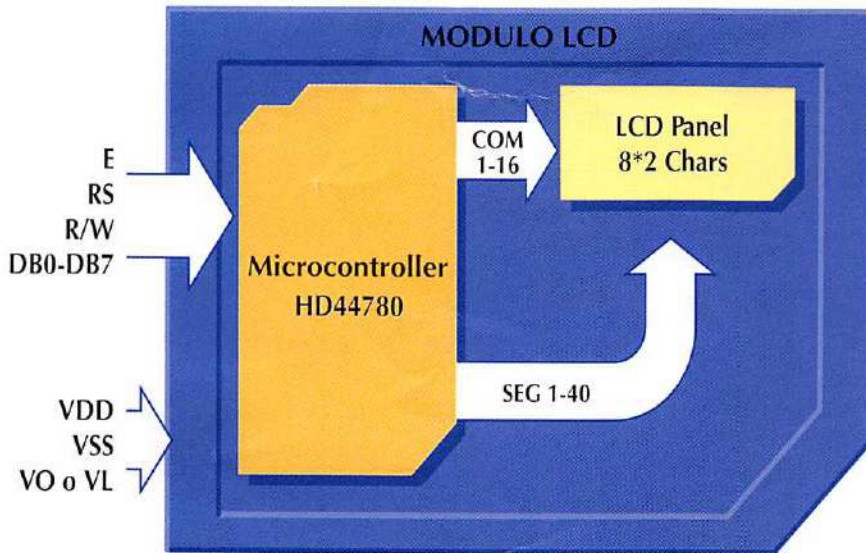 MODULO LCD
E
RS
R/W
DB0-DB7
VDD
VSS
VO o VL
Microcontroller
HD44780
COM
1-16
LCD Panel
8*2 Chars
SEG 1-40